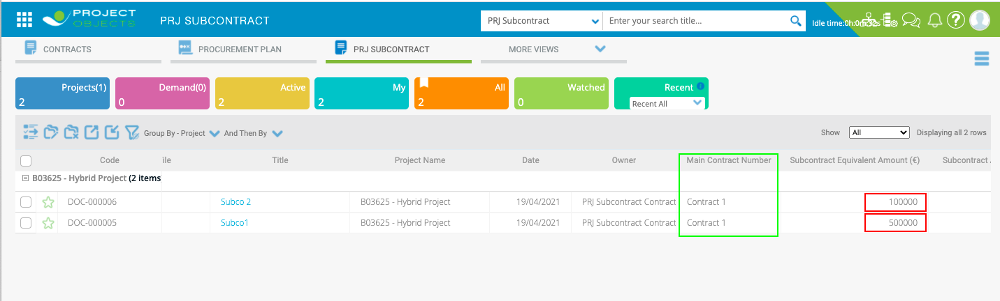 PROJECT
OBJECTS
PRJ SUBCONTRACT
PRJ Subcontract
Enter your search title...
Idle time:0h:0m:32s
?
CONTRACTS
PROCUREMENT PLAN
PRJ SUBCONTRACT
MORE VIEWS
Projects(1)
2
Demand(0)
0
Active
2
My
2
All
2
Watched
0
Recent
Recent All
Group By - Project
And Then By
Show
All
Displaying all 2 rows
Code ile Title Project Name Date Owner Main Contract Number Subcontract Equivalent Amount (€) Subcontract
B03625 - Hybrid Project (2 items
DOC-000006 Subco 2 B03625 - Hybrid Project 19/04/2021 PRJ Subcontract Contract Contract 1 100000
DOC-000005 Subco1 B03625 - Hybrid Project 19/04/2021 PRJ Subcontract Contract Contract 1 500000